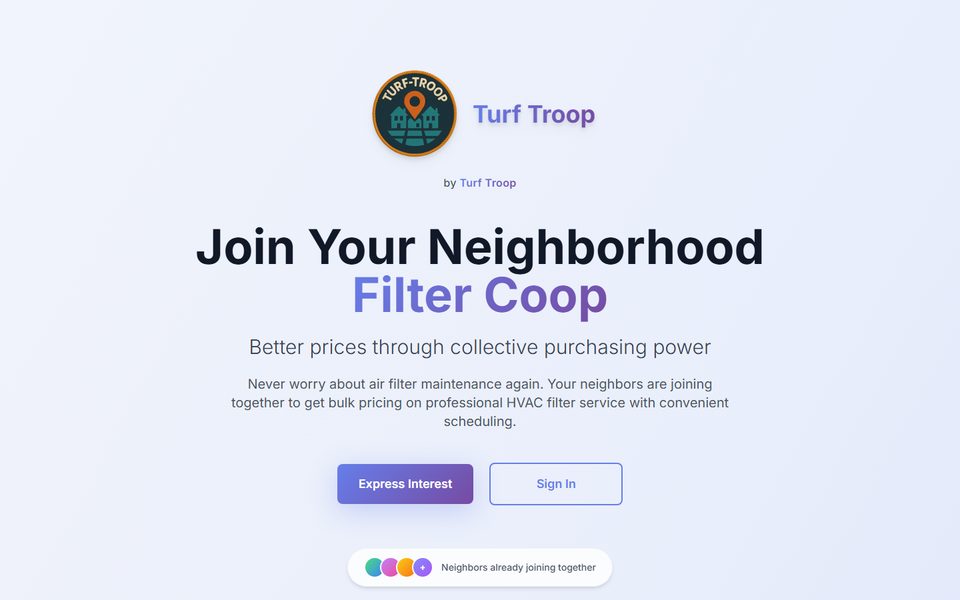 TURF-TROOP
Turf Troop
by Turf Troop
Join Your Neighborhood
Filter Coop
Better prices through collective purchasing power
Never worry about air filter maintenance again. Your neighbors are joining
together to get bulk pricing on professional HVAC filter service with convenient
scheduling.
Express Interest
Sign In
+
Neighbors already joining together